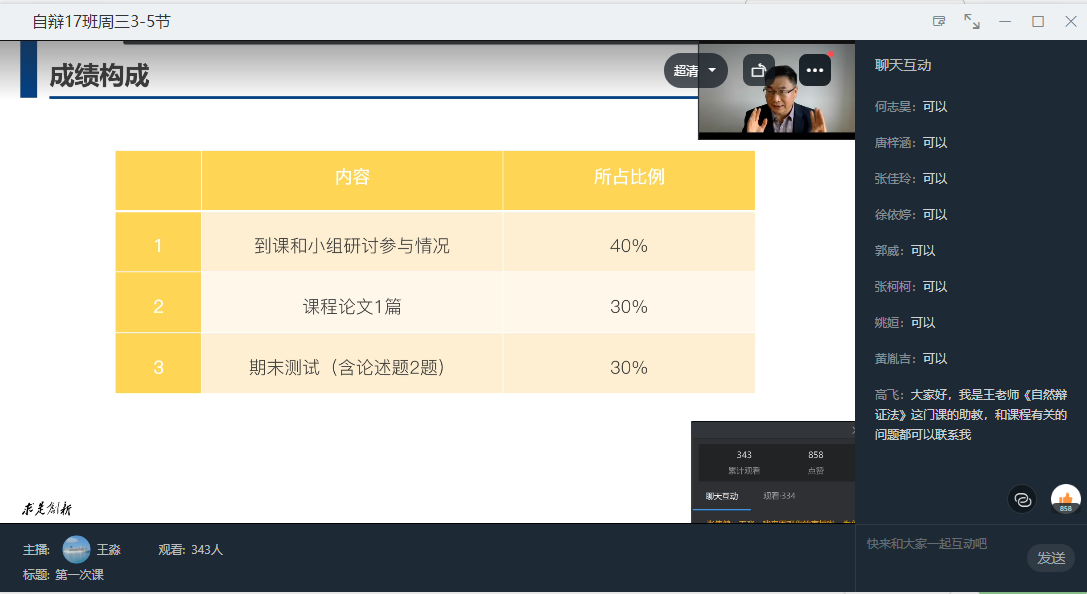 自辩17班周三3-5节
成绩构成
超清
内容 所占比例
1 到课和小组研讨参与情况 40%
2 课程论文1篇 30%
3 期末测试（含论述题2题） 30%
求是创新
343 858
累计观看 点赞
聊天互动 观看·334
主播: 王淼 观看: 343人
标题: 第一次课
聊天互动
何志昊: 可以
唐梓涵: 可以
张佳玲: 可以
徐依婷: 可以
郭威: 可以
张柯柯: 可以
姚姮: 可以
黄胤吉: 可以
高飞: 大家好，我是王老师《自然辩
证法》这门课的助教，和课程有关的
问题都可以联系我
858
快来和大家一起互动吧
发送